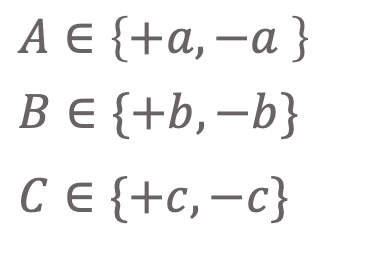 A ∈ {+a, −a }
B ∈ {+b, −b}
C ∈ {+c, −c}